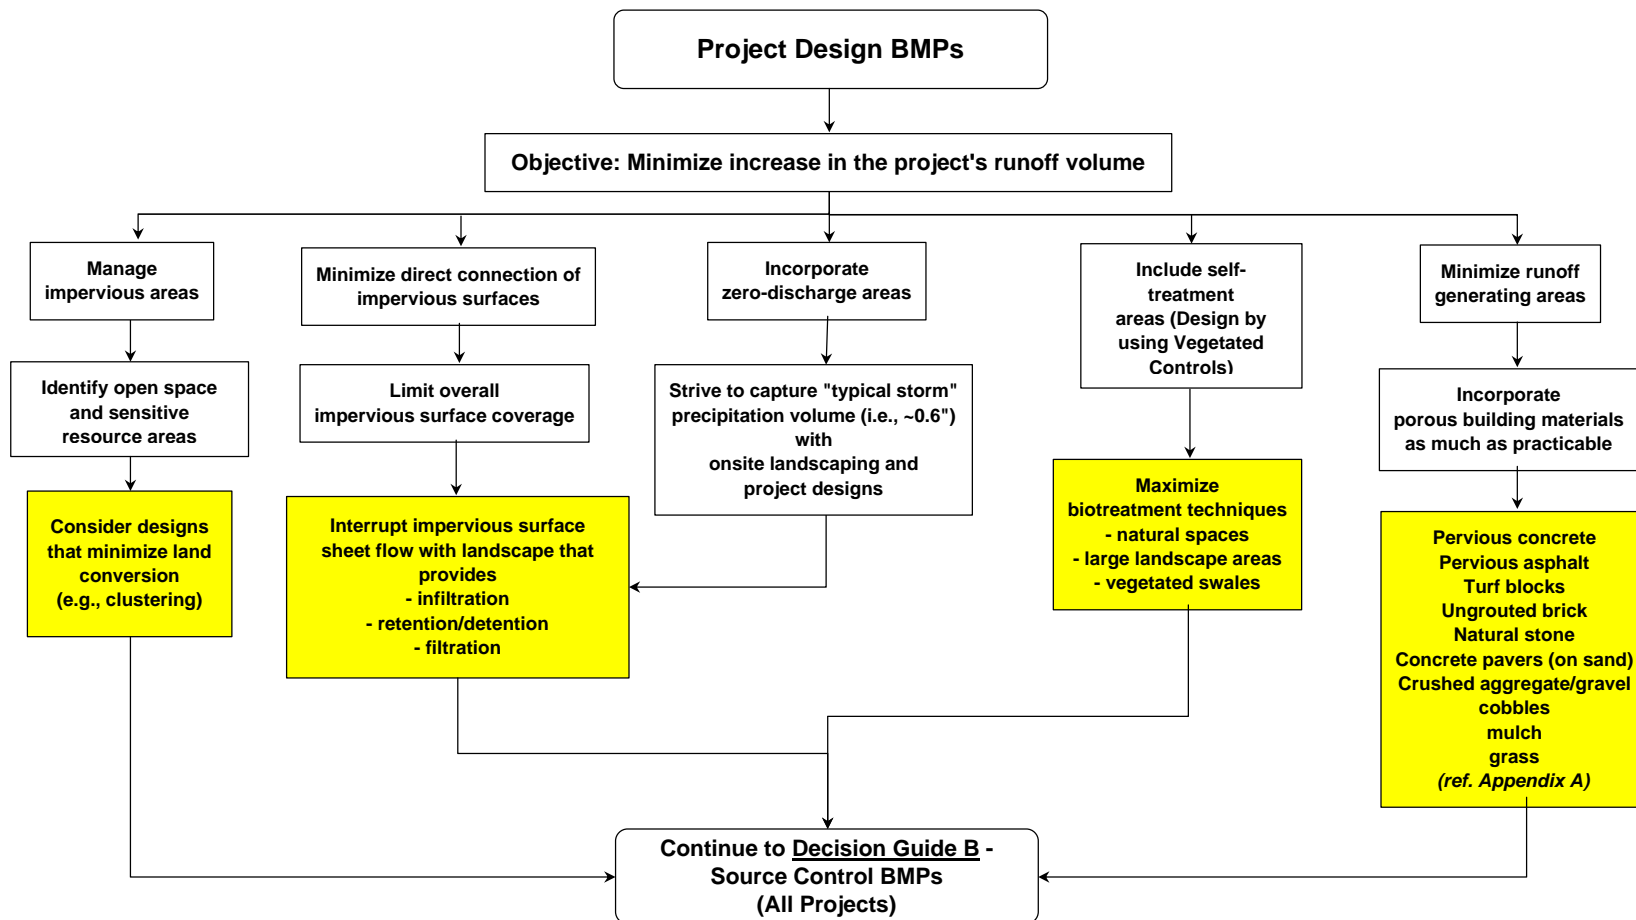 Project Design BMPs
Objective: Minimize increase in the project's runoff volume
Manage
impervious areas
Minimize direct connection of
impervious surfaces
Incorporate
zero-discharge areas
Include self-
treatment
areas (Design by
using Vegetated
Controls)
Minimize runoff
generating areas
Identify open space
and sensitive
resource areas
Limit overall
impervious surface coverage
Strive to capture "typical storm"
precipitation volume (i.e., ~0.6")
with
onsite landscaping and
project designs
Incorporate
porous building materials
as much as practicable
Consider designs
that minimize land
conversion
(e.g., clustering)
Interrupt impervious surface
sheet flow with landscape that
provides
- infiltration
- retention/detention
- filtration
Maximize
biotreatment techniques
- natural spaces
- large landscape areas
- vegetated swales
Pervious concrete
Pervious asphalt
Turf blocks
Ungrouted brick
Natural stone
Concrete pavers (on sand)
Crushed aggregate/gravel
cobbles
mulch
grass
(ref. Appendix A)
Continue to Decision Guide B -
Source Control BMPs
(All Projects)